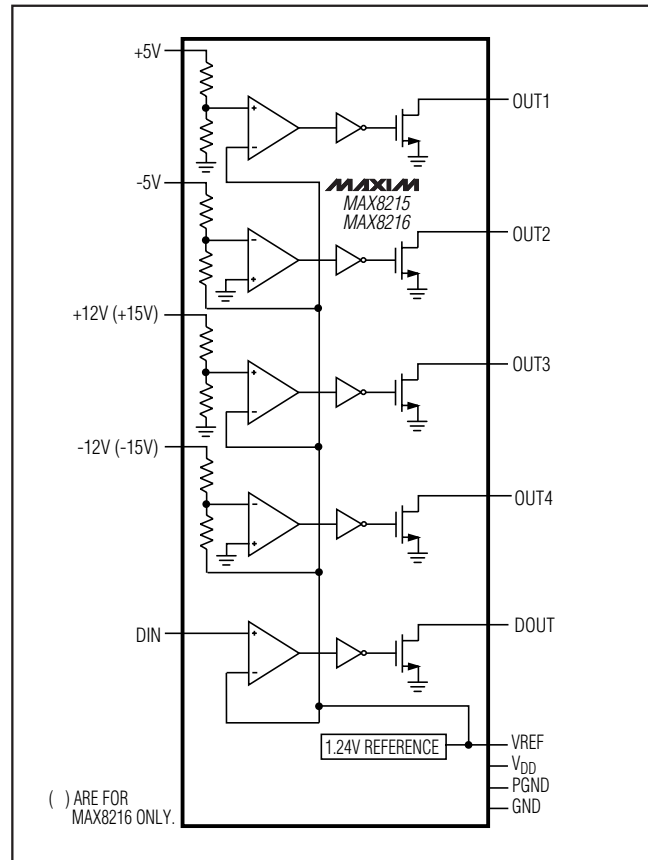 +5V
+
-
OUT1
MAXIM
MAX8215
MAX8216
-5V
-
+
OUT2
+12V (+15V)
+
-
OUT3
-12V (-15V)
-
+
OUT4
DIN
+
-
DOUT
1.24V REFERENCE
VREF
VDD
PGND
GND
( ) ARE FOR
MAX8216 ONLY.